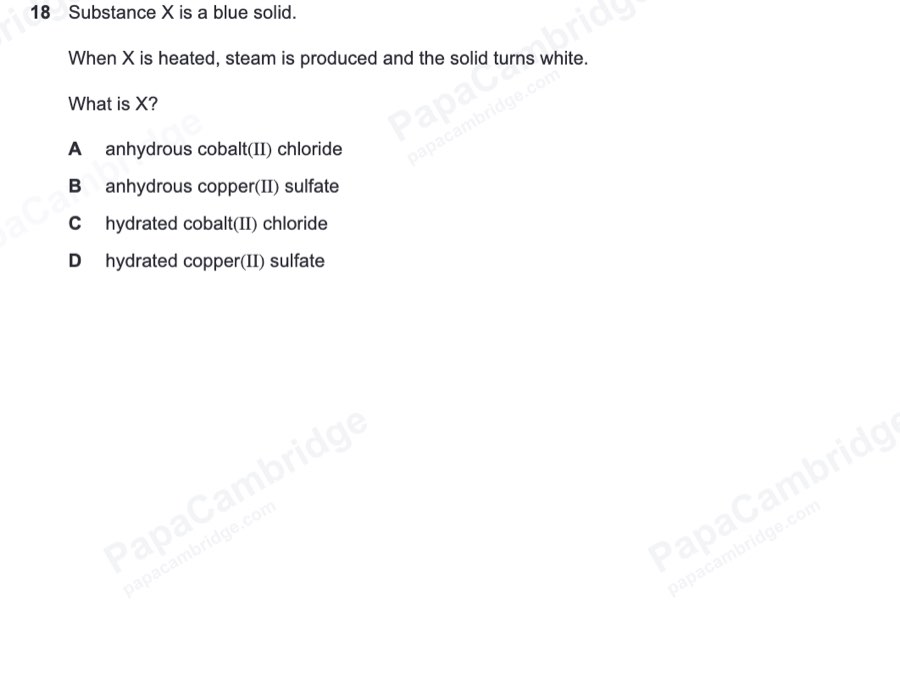 18 Substance X is a blue solid.
When X is heated, steam is produced and the solid turns white.
What is X?
A anhydrous cobalt(II) chloride
B anhydrous copper(II) sulfate
C hydrated cobalt(II) chloride
D hydrated copper(II) sulfate
PapaCambridge
papacambridge.com
PapaCambridge
papacambridge.com
PapaCambridge
papacambridge.com